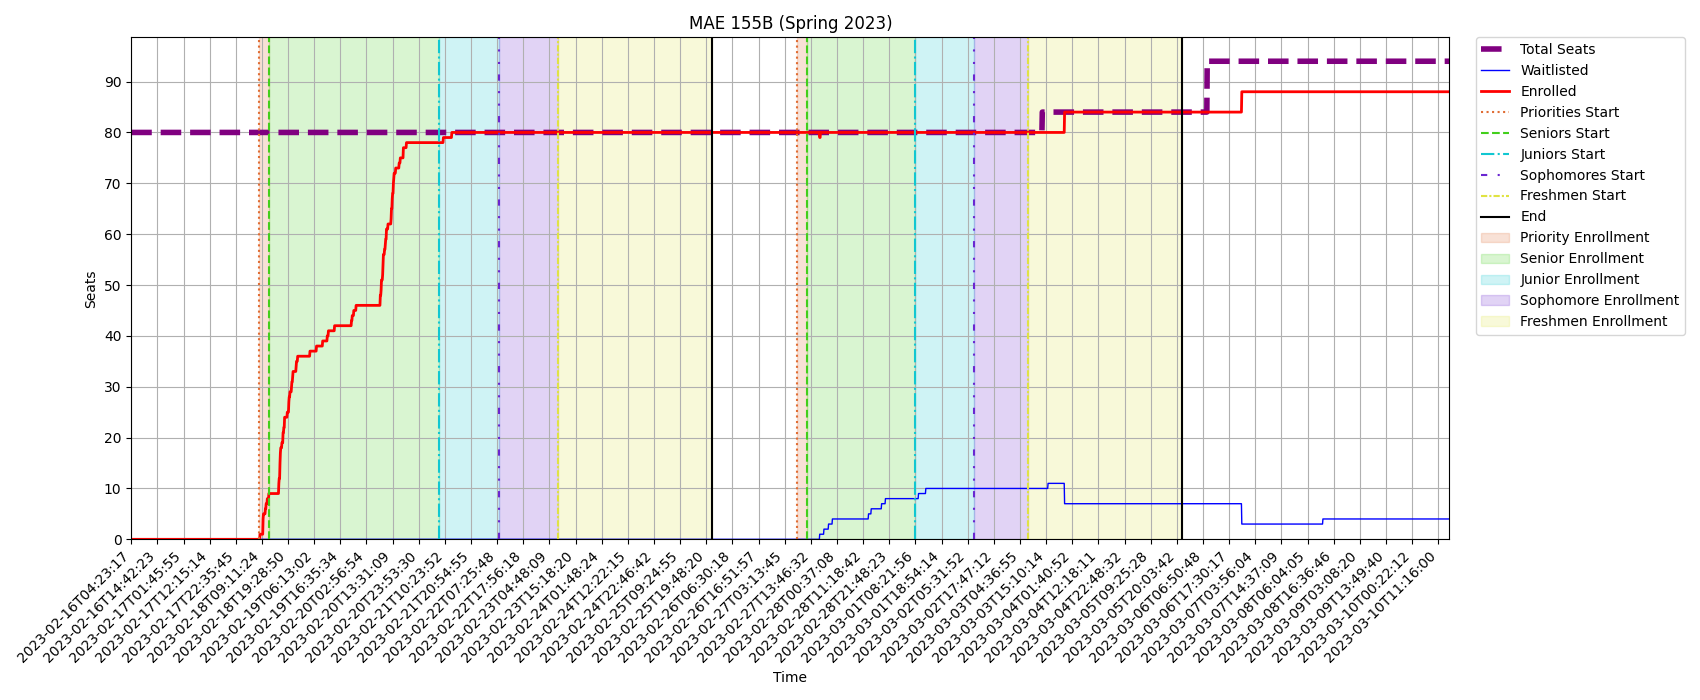 MAE 155B (Spring 2023)
Seats
90
80
70
60
50
40
30
20
10
0
2023-02-16T04:23:17
2023-02-16T14:42:23
2023-02-17T01:45:55
2023-02-17T12:15:14
2023-02-17T22:35:45
2023-02-18T09:11:24
2023-02-18T19:28:50
2023-02-19T06:13:02
2023-02-19T16:35:34
2023-02-20T02:56:54
2023-02-20T13:31:09
2023-02-20T23:53:30
2023-02-21T10:23:52
2023-02-21T20:54:55
2023-02-22T07:25:48
2023-02-22T17:56:18
2023-02-23T04:48:09
2023-02-23T15:18:20
2023-02-24T01:48:24
2023-02-24T12:22:15
2023-02-24T22:46:42
2023-02-25T09:24:55
2023-02-25T19:48:20
2023-02-26T06:30:18
2023-02-26T16:51:57
2023-02-27T03:13:45
2023-02-27T13:46:32
2023-02-28T00:37:08
2023-02-28T11:18:42
2023-02-28T21:48:23
2023-03-01T08:21:56
2023-03-01T18:54:14
2023-03-02T05:31:52
2023-03-02T17:47:12
2023-03-03T04:36:55
2023-03-03T15:10:14
2023-03-04T01:40:52
2023-03-04T12:18:11
2023-03-04T22:48:32
2023-03-05T09:25:28
2023-03-05T20:03:42
2023-03-06T06:50:48
2023-03-06T17:30:17
2023-03-07T03:56:04
2023-03-07T14:37:09
2023-03-08T06:04:05
2023-03-08T16:36:46
2023-03-09T03:08:20
2023-03-09T13:49:40
2023-03-10T00:22:12
2023-03-10T11:16:00
Time
Total Seats
Waitlisted
Enrolled
Priorities Start
Seniors Start
Juniors Start
Sophomores Start
Freshmen Start
End
Priority Enrollment
Senior Enrollment
Junior Enrollment
Sophomore Enrollment
Freshmen Enrollment